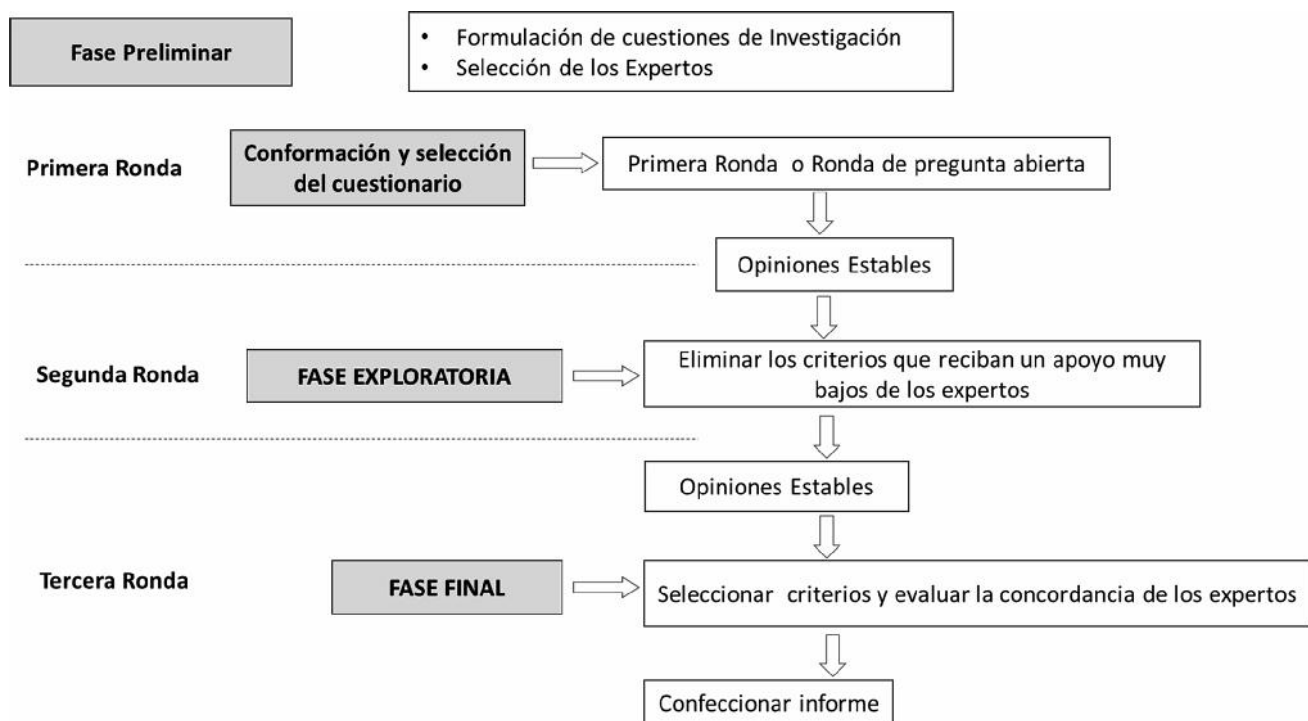 Fase Preliminar
• Formulación de cuestiones de Investigación
• Selección de los Expertos
Primera Ronda
Conformación y selección
del cuestionario
Primera Ronda o Ronda de pregunta abierta
Opiniones Estables
Segunda Ronda
FASE EXPLORATORIA
Eliminar los criterios que reciban un apoyo muy
bajos de los expertos
Opiniones Estables
Tercera Ronda
FASE FINAL
Seleccionar criterios y evaluar la concordancia de los expertos
Confeccionar informe